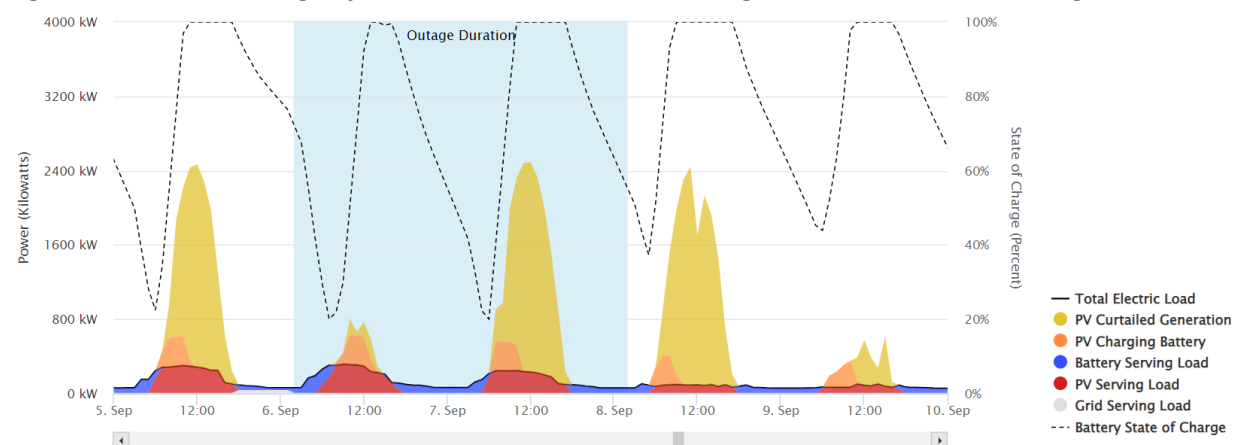 4000 kW
3200 kW
2400 kW
1600 kW
800 kW
0 kW
Power (Kilowatts)
Outage Duration
100%
80%
60%
40%
20%
0%
State of Charge (Percent)
5. Sep 12:00 6. Sep 12:00 7. Sep 12:00 8. Sep 12:00 9. Sep 12:00 10. Sep
Total Electric Load
PV Curtailed Generation
PV Charging Battery
Battery Serving Load
PV Serving Load
Grid Serving Load
Battery State of Charge